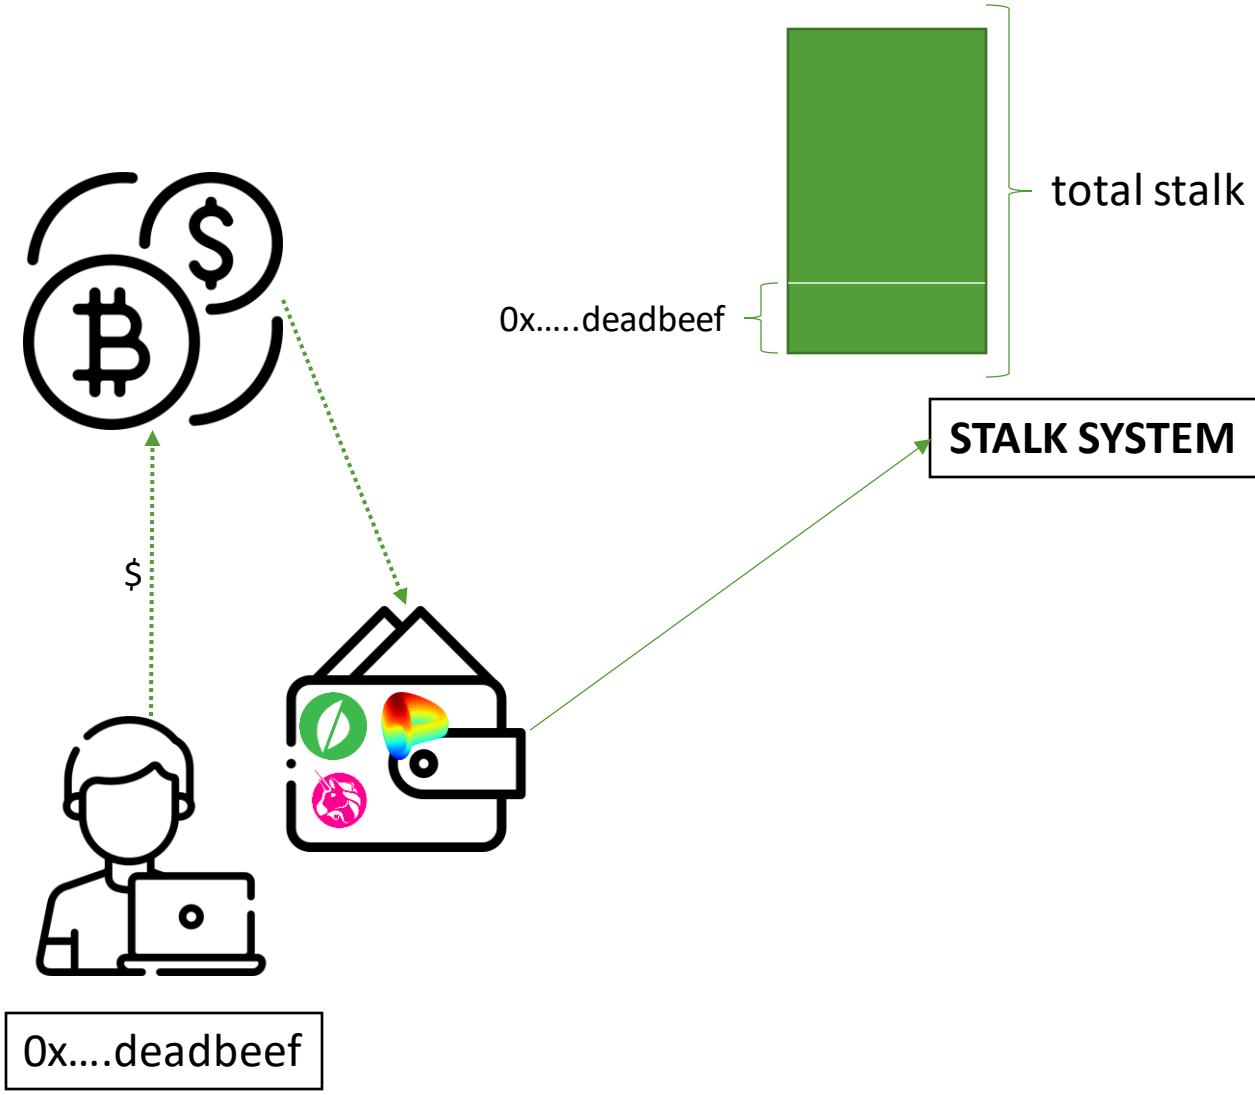 total stalk
0x.....deadbeef
STALK SYSTEM
$
0x....deadbeef